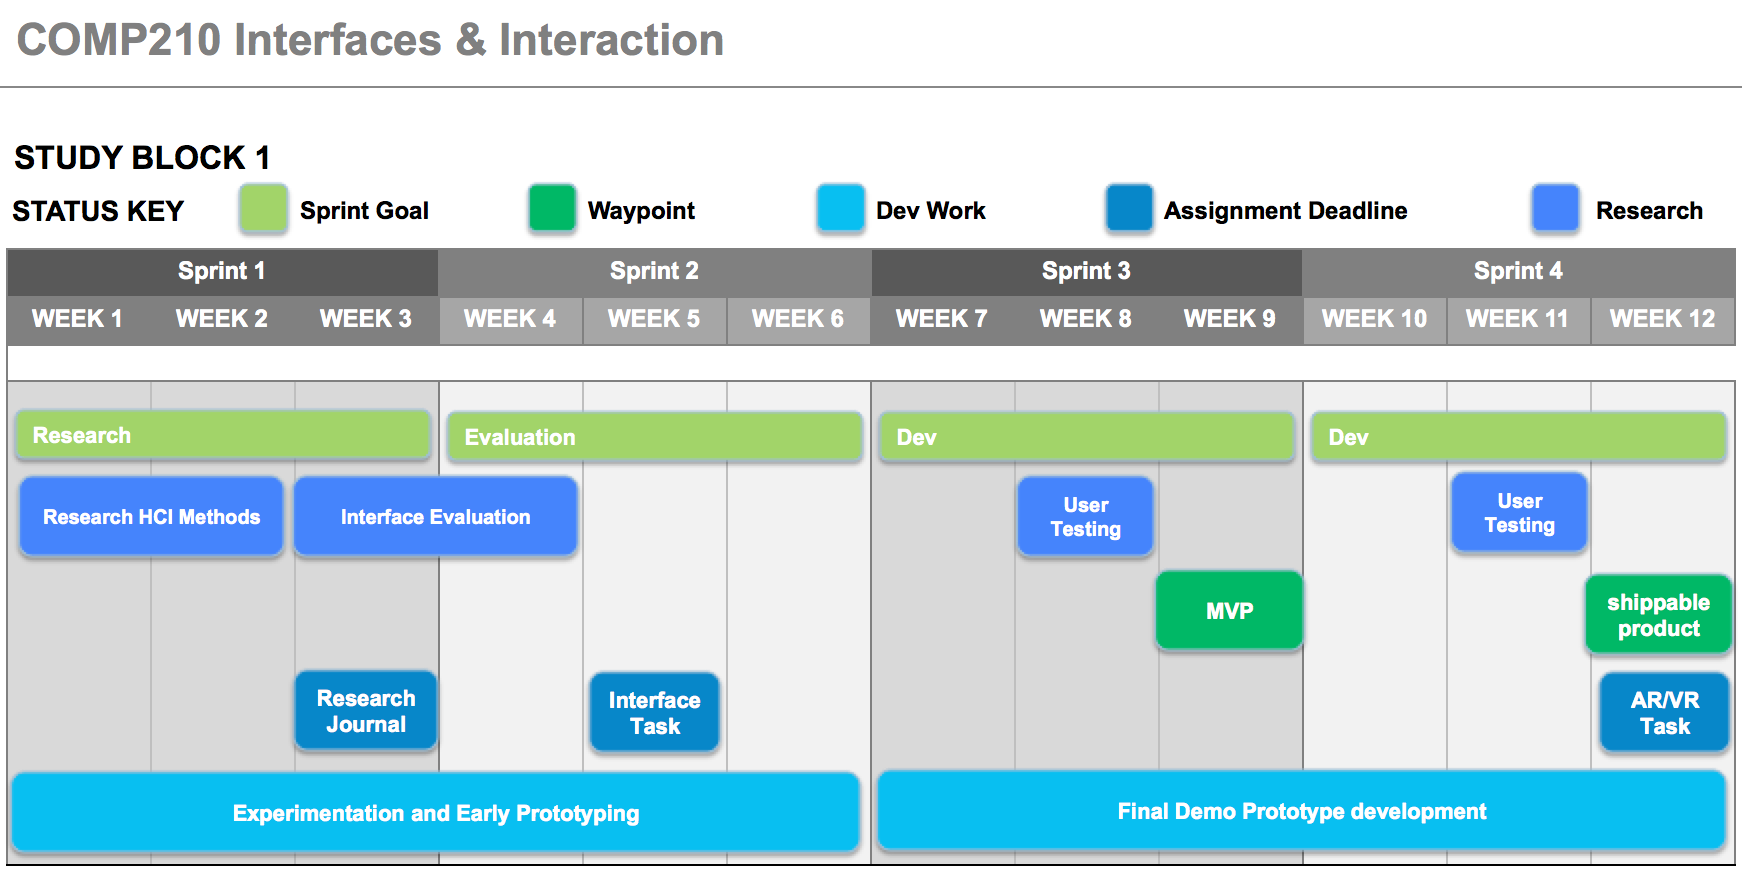 COMP210 Interfaces & Interaction
STUDY BLOCK 1
STATUS KEY
Sprint Goal
Waypoint
Dev Work
Assignment Deadline
Research
Sprint 1
Sprint 2
Sprint 3
Sprint 4
WEEK 1
WEEK 2
WEEK 3
WEEK 4
WEEK 5
WEEK 6
WEEK 7
WEEK 8
WEEK 9
WEEK 10
WEEK 11
WEEK 12
Research
Evaluation
Dev
Dev
Research HCI Methods
Interface Evaluation
User
Testing
User
Testing
MVP
shippable
product
Research
Journal
Interface
Task
AR/VR
Task
Experimentation and Early Prototyping
Final Demo Prototype development